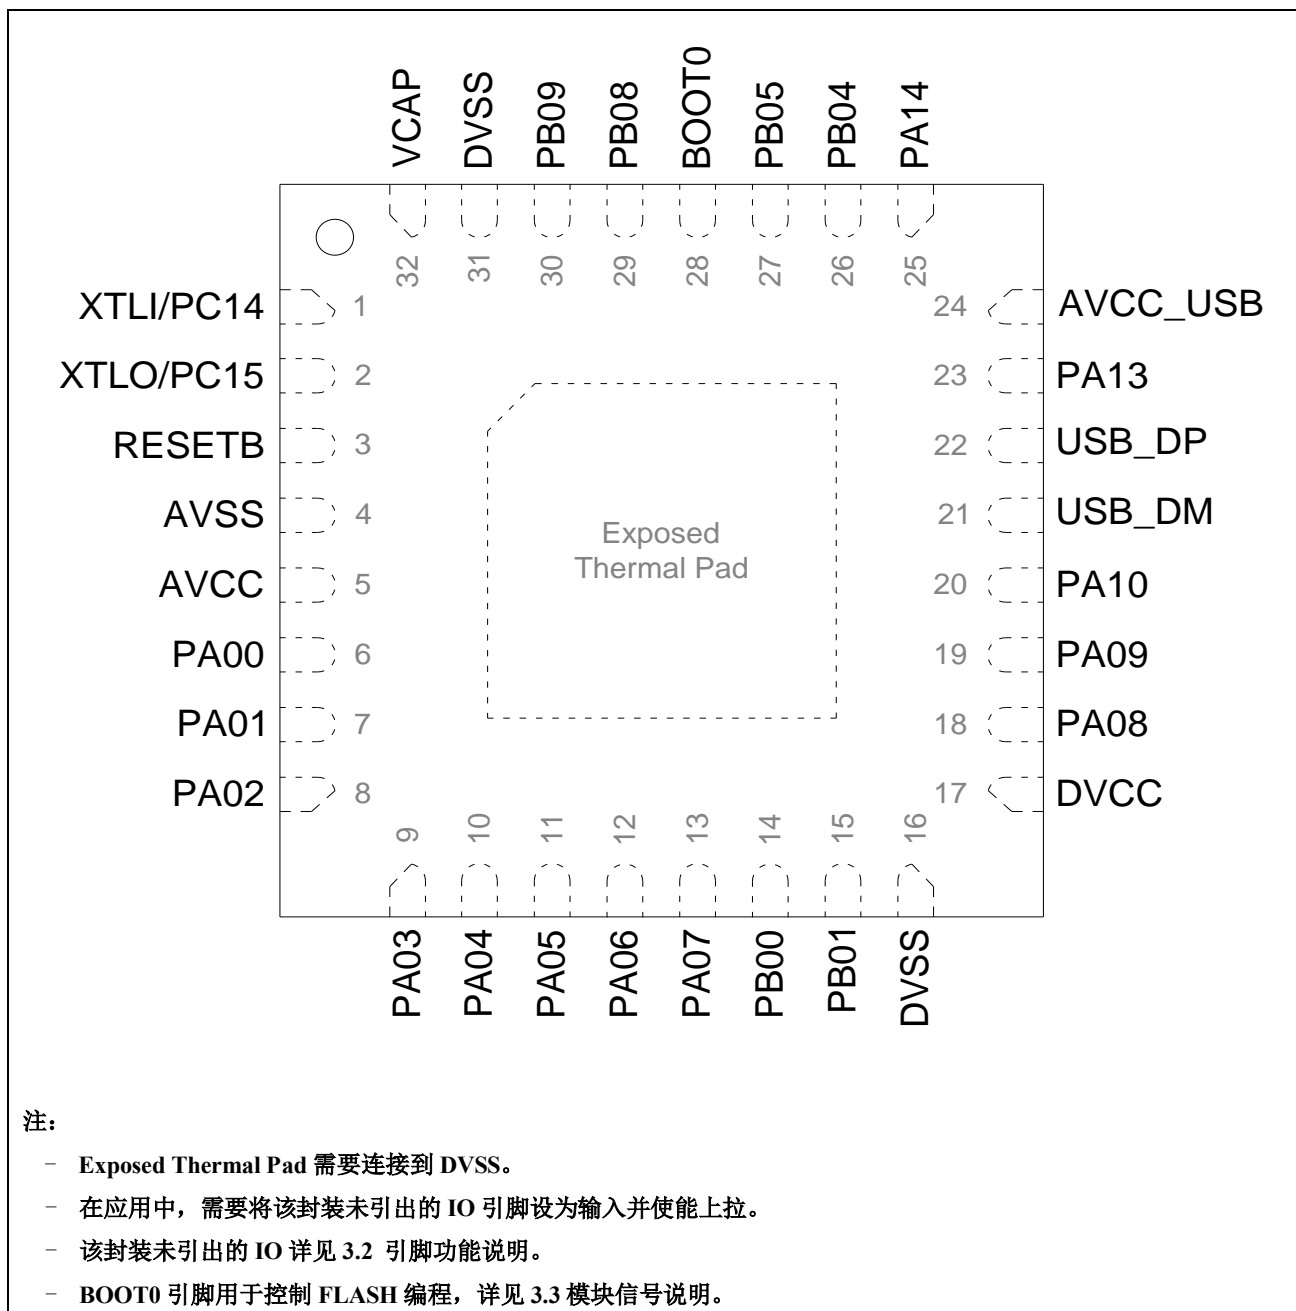 VCAP
DVSS
PB09
PB08
BOOT0
PB05
PB04
PA14
32
31
30
29
28
27
26
25
XTLI/PC14 1
XTLO/PC15 2
RESETB 3
AVSS 4
AVCC 5
PA00 6
PA01 7
PA02 8
24 AVCC_USB
23 PA13
22 USB_DP
21 USB_DM
20 PA10
19 PA09
18 PA08
17 DVCC
Exposed
Thermal Pad
9
10
11
12
13
14
15
16
PA03
PA04
PA05
PA06
PA07
PB00
PB01
DVSS
注：
– Exposed Thermal Pad 需要连接到 DVSS。
– 在应用中，需要将该封装未引出的 IO 引脚设为输入并使能上拉。
– 该封装未引出的 IO 详见 3.2 引脚功能说明。
– BOOT0 引脚用于控制 FLASH 编程，详见 3.3 模块信号说明。